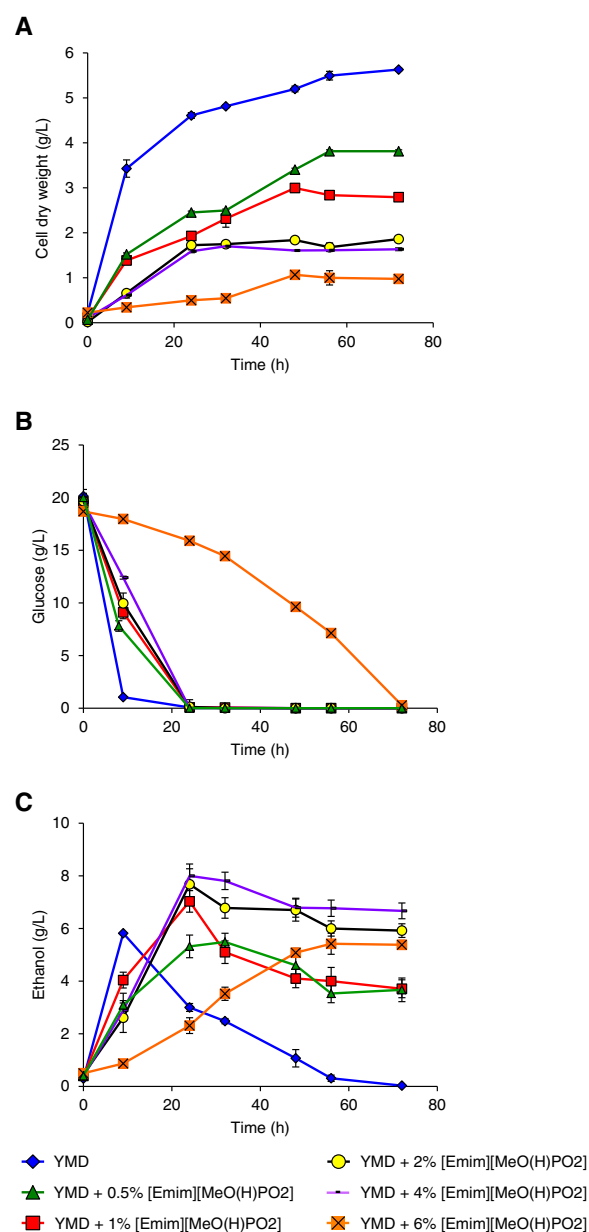 A
6
5
4
3
2
1
0
Cell dry weight (g/L)
0 20 40 60 80
Time (h)
B
25
20
15
10
5
0
Glucose (g/L)
0 20 40 60 80
Time (h)
C
10
8
6
4
2
0
Ethanol (g/L)
0 20 40 60 80
Time (h)
YMD
YMD + 2% [Emim][MeO(H)PO2]
YMD + 0.5% [Emim][MeO(H)PO2]
YMD + 4% [Emim][MeO(H)PO2]
YMD + 1% [Emim][MeO(H)PO2]
YMD + 6% [Emim][MeO(H)PO2]